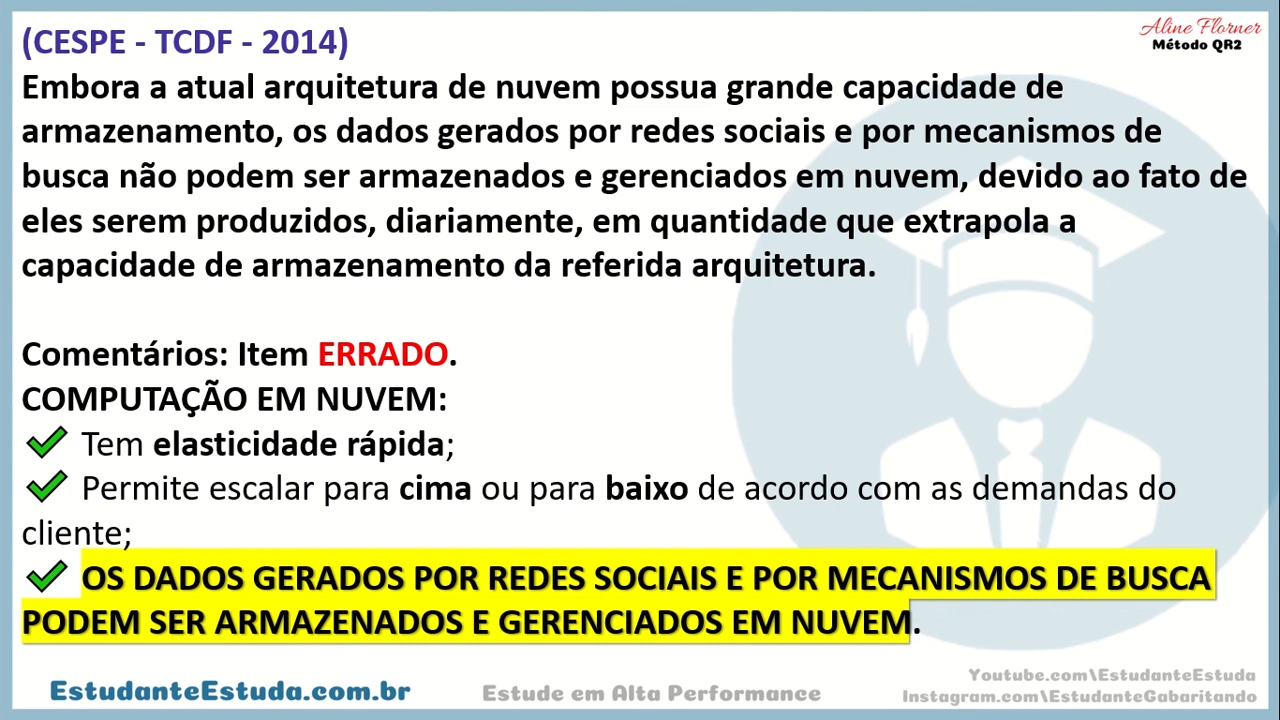 (CESPE - TCDF - 2014)
Aline Florner
Método QR2
Embora a atual arquitetura de nuvem possua grande capacidade de
armazenamento, os dados gerados por redes sociais e por mecanismos de
busca não podem ser armazenados e gerenciados em nuvem, devido ao fato de
eles serem produzidos, diariamente, em quantidade que extrapola a
capacidade de armazenamento da referida arquitetura.
Comentários: Item ERRADO.
COMPUTAÇÃO EM NUVEM:
Tem elasticidade rápida;
Permite escalar para cima ou para baixo de acordo com as demandas do
cliente;
OS DADOS GERADOS POR REDES SOCIAIS E POR MECANISMOS DE BUSCA
PODEM SER ARMAZENADOS E GERENCIADOS EM NUVEM.
EstudanteEstuda.com.br
Estude em Alta Performance
Youtube.com\EstudanteEstuda
Instagram.com\EstudanteGabaritando